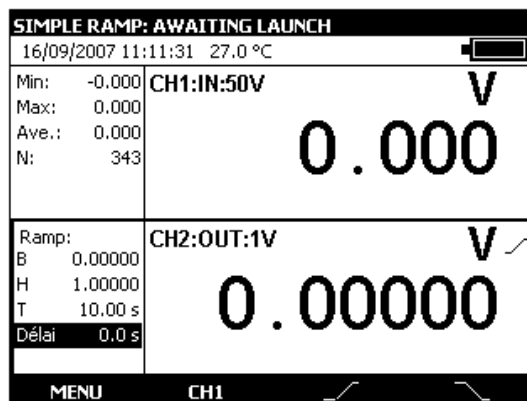 SIMPLE RAMP: AWAITING LAUNCH
16/09/2007 11:11:31 27.0 °C
Min: -0.000
Max: 0.000
Ave.: 0.000
N: 343
CH1:IN:50V
V
0.000
Ramp:
B 0.00000
H 1.00000
T 10.00 s
Délai 0.0 s
CH2:OUT:1V
V
0.00000
MENU CH1